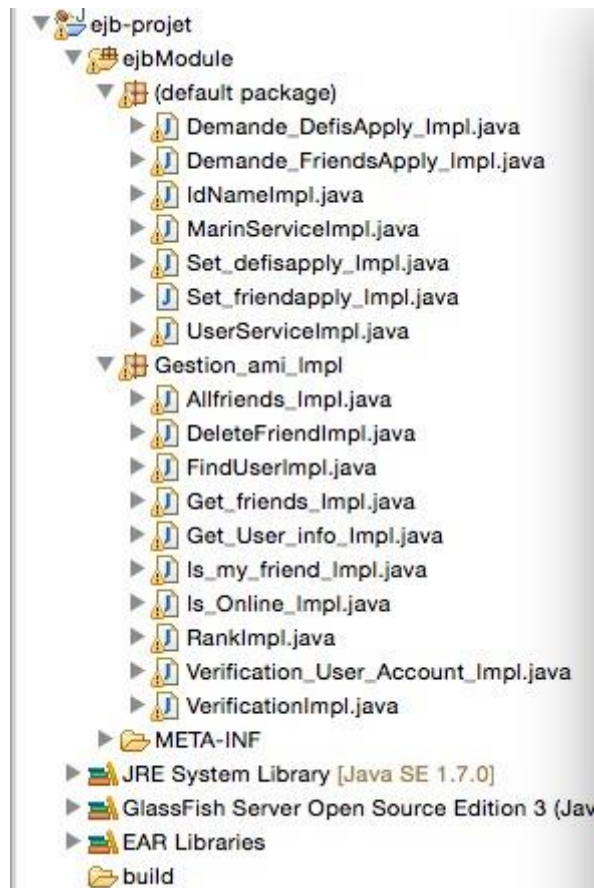 ejb-projet
ejbModule
(default package)
Demande_DefisApply_Impl.java
Demande_FriendsApply_Impl.java
IdNameImpl.java
MarinServiceImpl.java
Set_defisapply_Impl.java
Set_friendapply_Impl.java
UserServiceImpl.java
Gestion_ami_Impl
Allfriends_Impl.java
DeleteFriendImpl.java
FindUserImpl.java
Get_friends_Impl.java
Get_User_info_Impl.java
Is_my_friend_Impl.java
Is_Online_Impl.java
RankImpl.java
Verification_User_Account_Impl.java
VerificationImpl.java
META-INF
JRE System Library [Java SE 1.7.0]
GlassFish Server Open Source Edition 3 (Jav
EAR Libraries
build